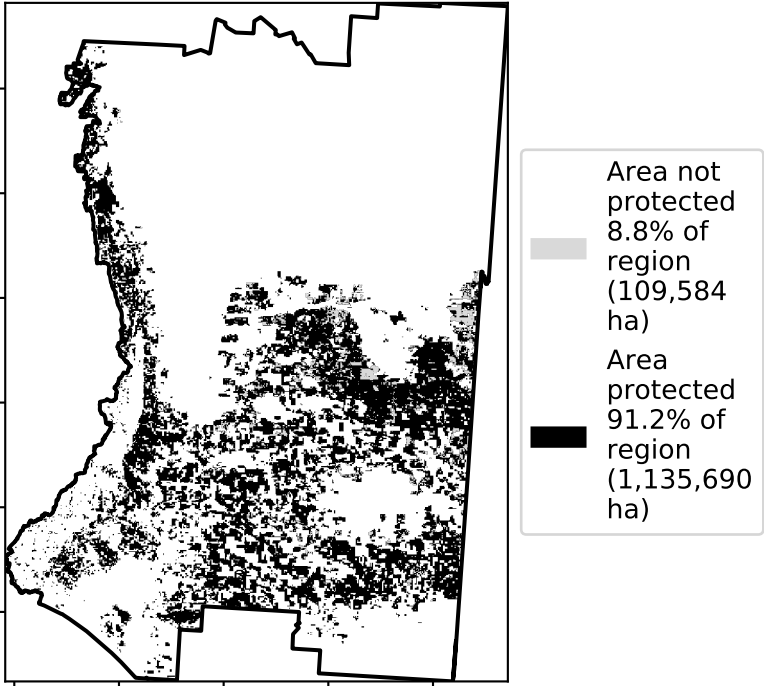 Area not
protected
8.8% of
region
(109,584
ha)
Area
protected
91.2% of
region
(1,135,690
ha)